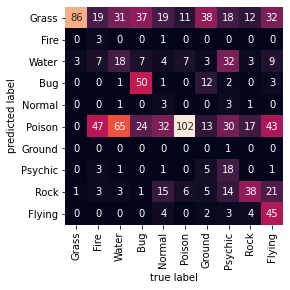 Grass 86 19 31 37 19 11 38 18 12 32
Fire 0 3 0 0 1 0 0 0 0 0
Water 3 7 18 7 4 7 3 32 3 9
Bug 0 1 0 50 1 0 12 2 0 3
Normal 0 1 0 0 3 0 0 3 1 0
Poison 0 47 65 24 32 102 13 30 17 43
Ground 0 0 0 0 0 0 1 0 0 0
Psychic 0 3 1 0 1 0 5 18 0 1
Rock 1 3 3 1 15 6 5 14 38 21
Flying 0 0 0 0 4 0 2 3 4 45
predicted label
Grass Fire Water Bug Normal Poison Ground Psychic Rock Flying
true label